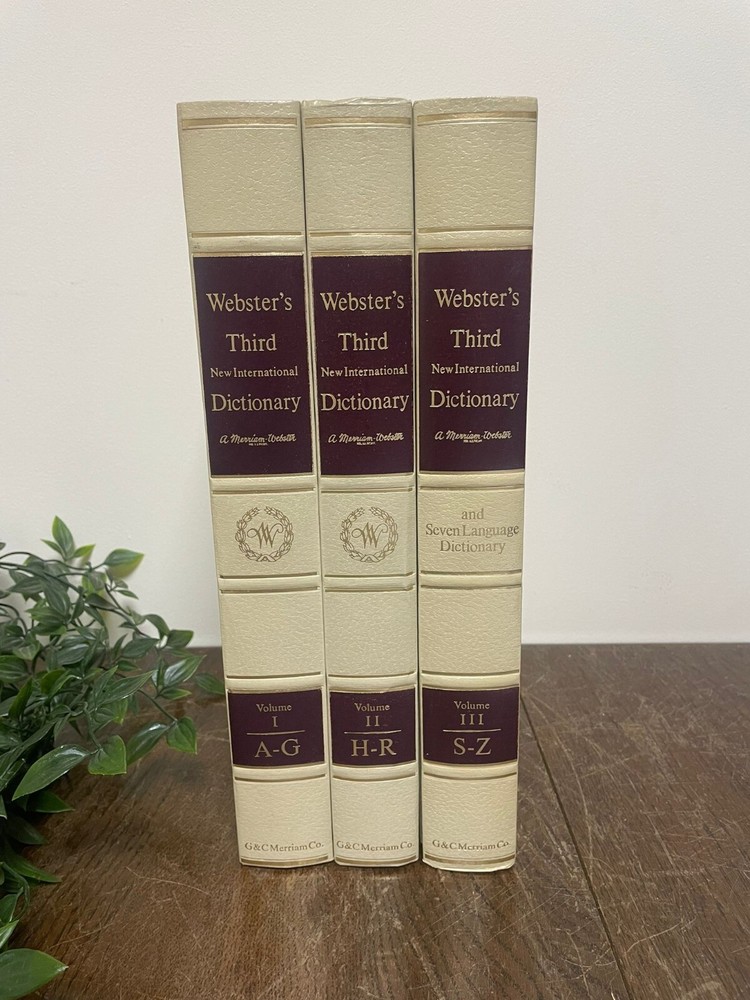 Webster's
Third
New International
Dictionary
A Merriam-Webster
W
Volume
I
A-G
G&C Merriam Co.
Webster's
Third
New International
Dictionary
A Merriam-Webster
W
Volume
II
H-R
G&C Merriam Co.
Webster's
Third
New International
Dictionary
A Merriam-Webster
and
Seven Language
Dictionary
Volume
III
S-Z
G&C Merriam Co.